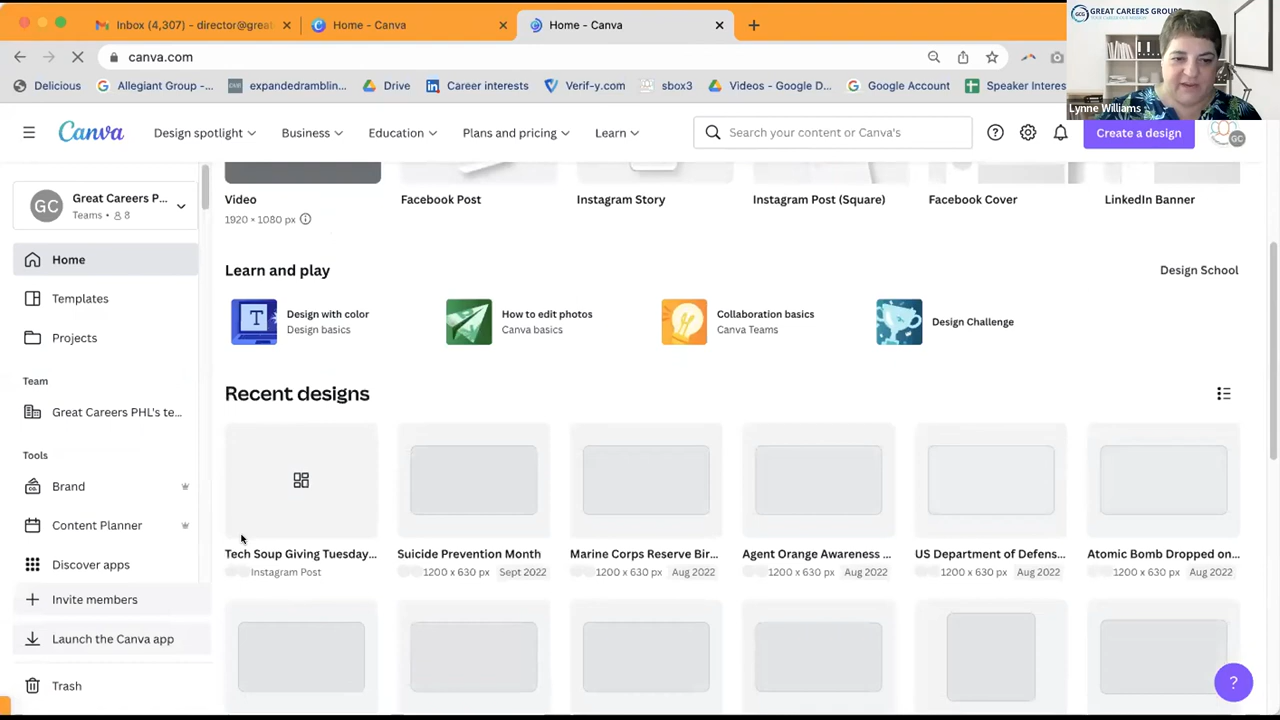 Inbox (4,307) - director@great
Home - Canva
Home - Canva
GREAT CAREERS GROUP
canva.com
Delicious
Allegiant Group -...
expandedramblin...
Drive
Career interests
Verif-y.com
sbox3
Videos - Google D...
Google Account
Speaker Interes
Lynne Williams
Canva
Design spotlight
Business
Education
Plans and pricing
Learn
Search your content or Canva's
Create a design
GC
GC
Great Careers P...
Teams • 8
Video
Facebook Post
Instagram Story
Instagram Post (Square)
Facebook Cover
LinkedIn Banner
1920 × 1080 px
Home
Learn and play
Design School
Templates
Design with color
How to edit photos
Collaboration basics
Design Challenge
Design basics
Canva basics
Canva Teams
Projects
Team
Recent designs
Great Careers PHL's te...
Tools
Brand
Content Planner
Discover apps
Tech Soup Giving Tuesday...
Suicide Prevention Month
Marine Corps Reserve Bir...
Agent Orange Awareness ...
US Department of Defens...
Atomic Bomb Dropped on...
Instagram Post
1200 x 630 px Sept 2022
1200 x 630 px Aug 2022
1200 x 630 px Aug 2022
1200 x 630 px Aug 2022
1200 x 630 px Aug 2022
Invite members
Launch the Canva app
Trash
?